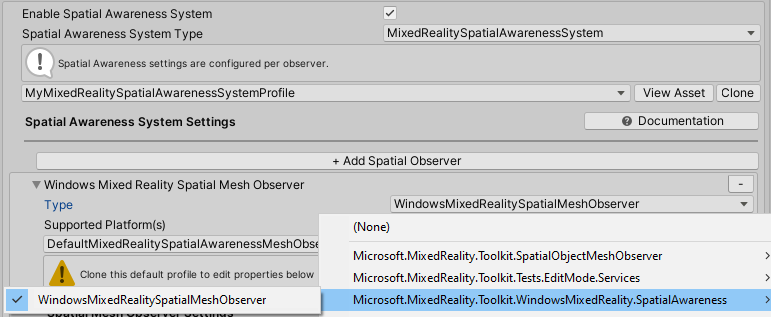 Enable Spatial Awareness System
Spatial Awareness System Type
MixedRealitySpatialAwarenessSystem
Spatial Awareness settings are configured per observer.
MyMixedRealitySpatialAwarenessSystemProfile
View Asset
Clone
Spatial Awareness System Settings
Documentation
+ Add Spatial Observer
Windows Mixed Reality Spatial Mesh Observer
-
Type
WindowsMixedRealitySpatialMeshObserver
Supported Platform(s)
(None)
DefaultMixedRealitySpatialAwarenessMeshObse
Microsoft.MixedReality.Toolkit.SpatialObjectMeshObserver
Clone this default profile to edit properties below
Microsoft.MixedReality.Toolkit.Tests.EditMode.Services
WindowsMixedRealitySpatialMeshObserver
Microsoft.MixedReality.Toolkit.WindowsMixedReality.SpatialAwareness
Spatial Mesh Observer Settings